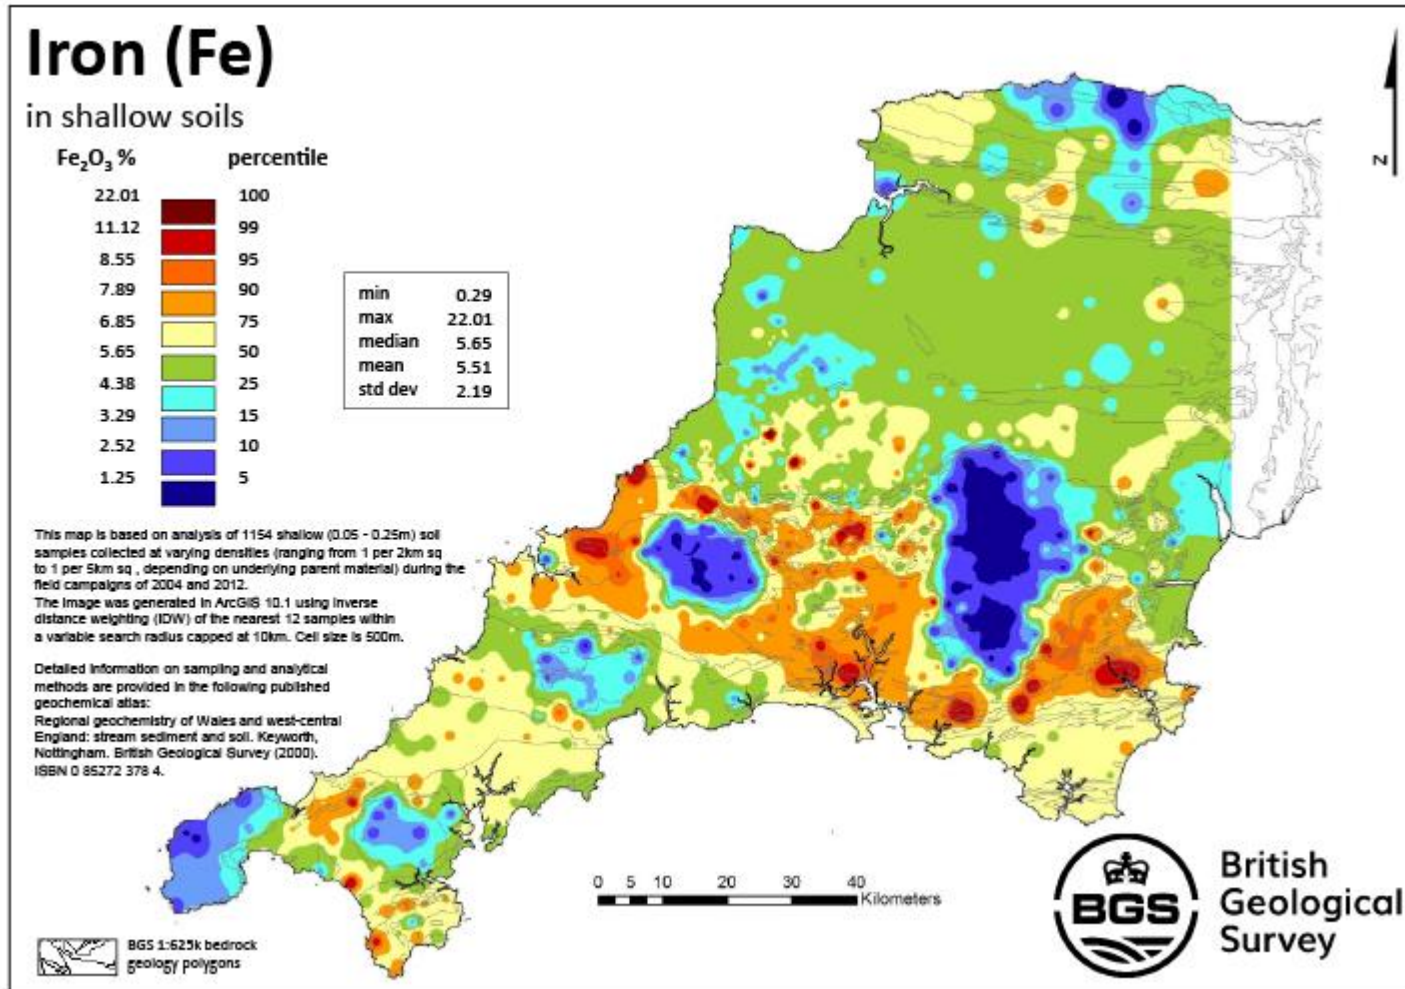 Iron (Fe)
in shallow soils
Fe₂O₃ % percentile
22.01 100
11.12 99
8.55 95
7.89 90
6.85 75
5.65 50
4.38 25
3.29 15
2.52 10
1.25 5
min 0.29
max 22.01
median 5.65
mean 5.51
std dev 2.19
This map is based on analysis of 1154 shallow (0.05 - 0.25m) soil
samples collected at varying densities (ranging from 1 per 2km sq
to 1 per 5km sq , depending on underlying parent material) during the
field campaigns of 2004 and 2012.
The image was generated in ArcGIS 10.1 using inverse
distance weighting (IDW) of the nearest 12 samples within
a variable search radius capped at 10km. Cell size is 500m.
Detailed information on sampling and analytical
methods are provided in the following published
geochemical atlas:
Regional geochemistry of Wales and west-central
England: stream sediment and soil. Keyworth,
Nottingham. British Geological Survey (2000).
ISBN 0 85272 378 4.
BGS 1:625k bedrock
geology polygons
0 5 10 20 30 40
Kilometers
N
BGS
British
Geological
Survey